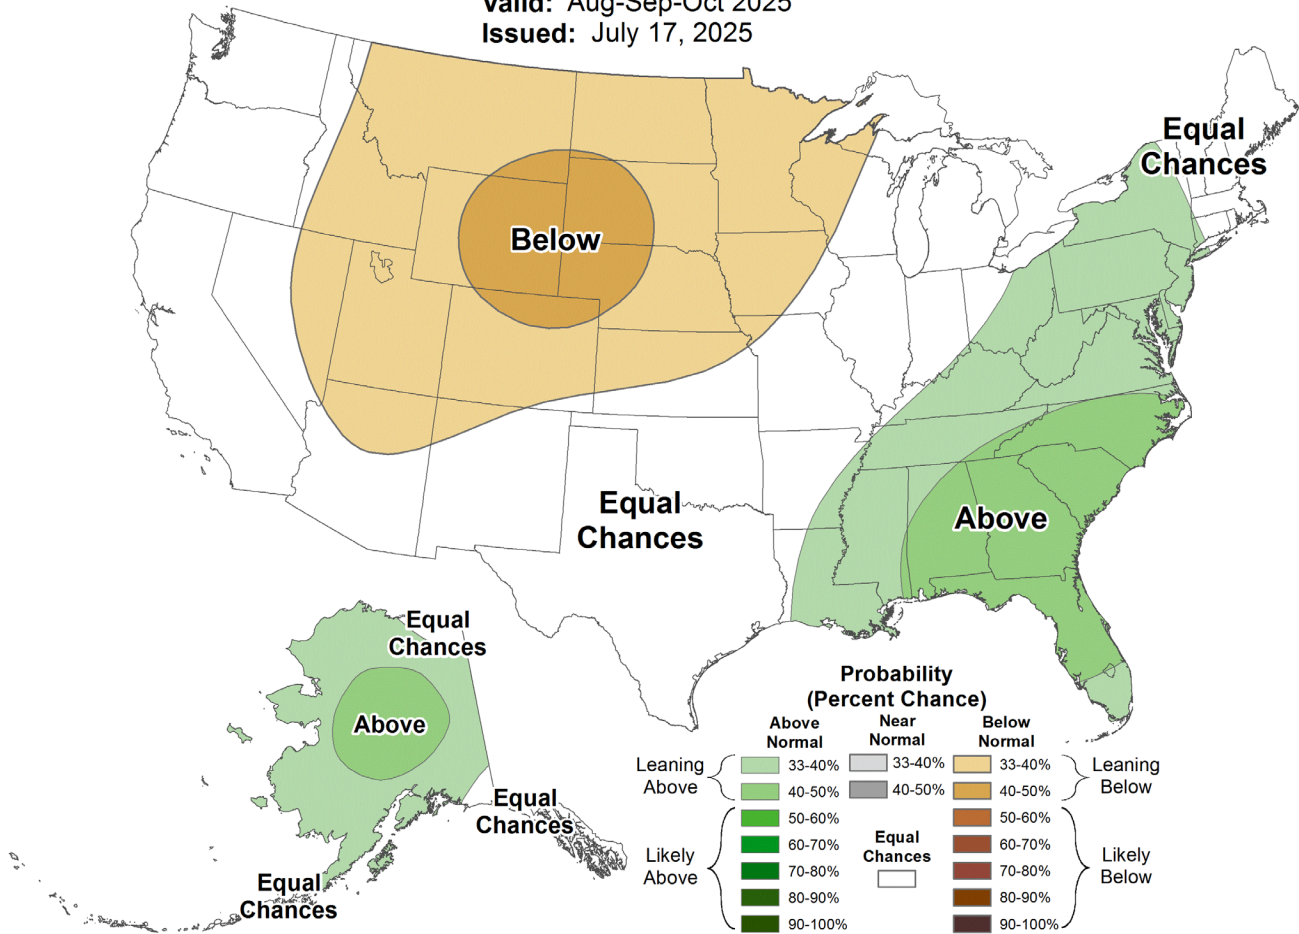 Valid: Aug-Sep-Oct 2025
Issued: July 17, 2025
Equal
Chances
Below
Equal
Chances
Above
Equal
Chances
Above
Equal
Chances
Equal
Chances
Probability
(Percent Chance)
Above
Normal
Near
Normal
Below
Normal
Leaning
Above
33-40%
33-40%
33-40%
Leaning
Below
40-50%
40-50%
40-50%
Likely
Above
50-60%
50-60%
Likely
Below
60-70%
Equal
Chances
60-70%
70-80%
70-80%
80-90%
80-90%
90-100%
90-100%